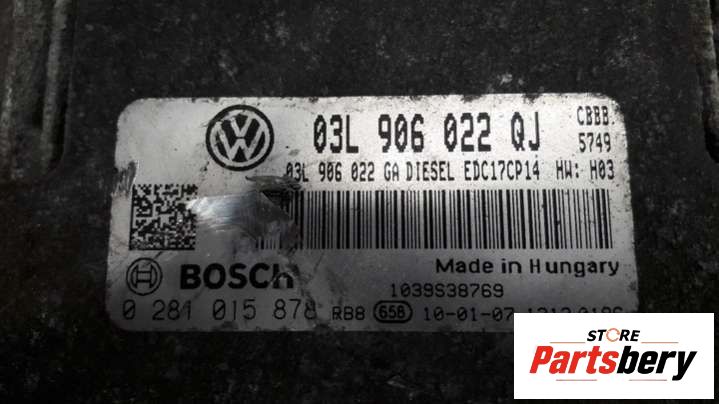 03L 906 022 QJ CBBB
5749
03L 906 022 GA DIESEL EDC17CP14 HW: H03
BOSCH
Made in Hungary
1039S38769
0 281 015 878 RB8 658 10-01-07
STORE
Partsbery